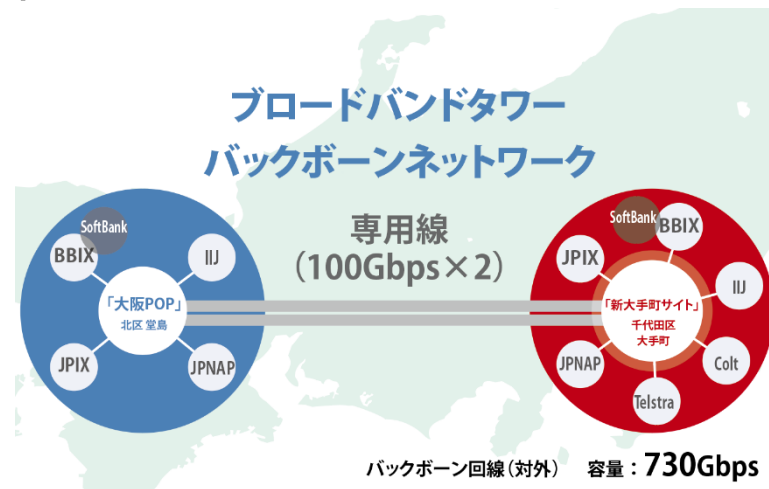 ブロードバンドタワー
バックボーンネットワーク
専用線
(100Gbps×2)
SoftBank
BBIX
IIJ
「大阪POP」
北区 堂島
JPIX
JPNAP
SoftBank
BBIX
JPIX
IIJ
「新大手町サイト」
千代田区
大手町
JPNAP
Colt
Telstra
バックボーン回線(対外) 容量:730Gbps